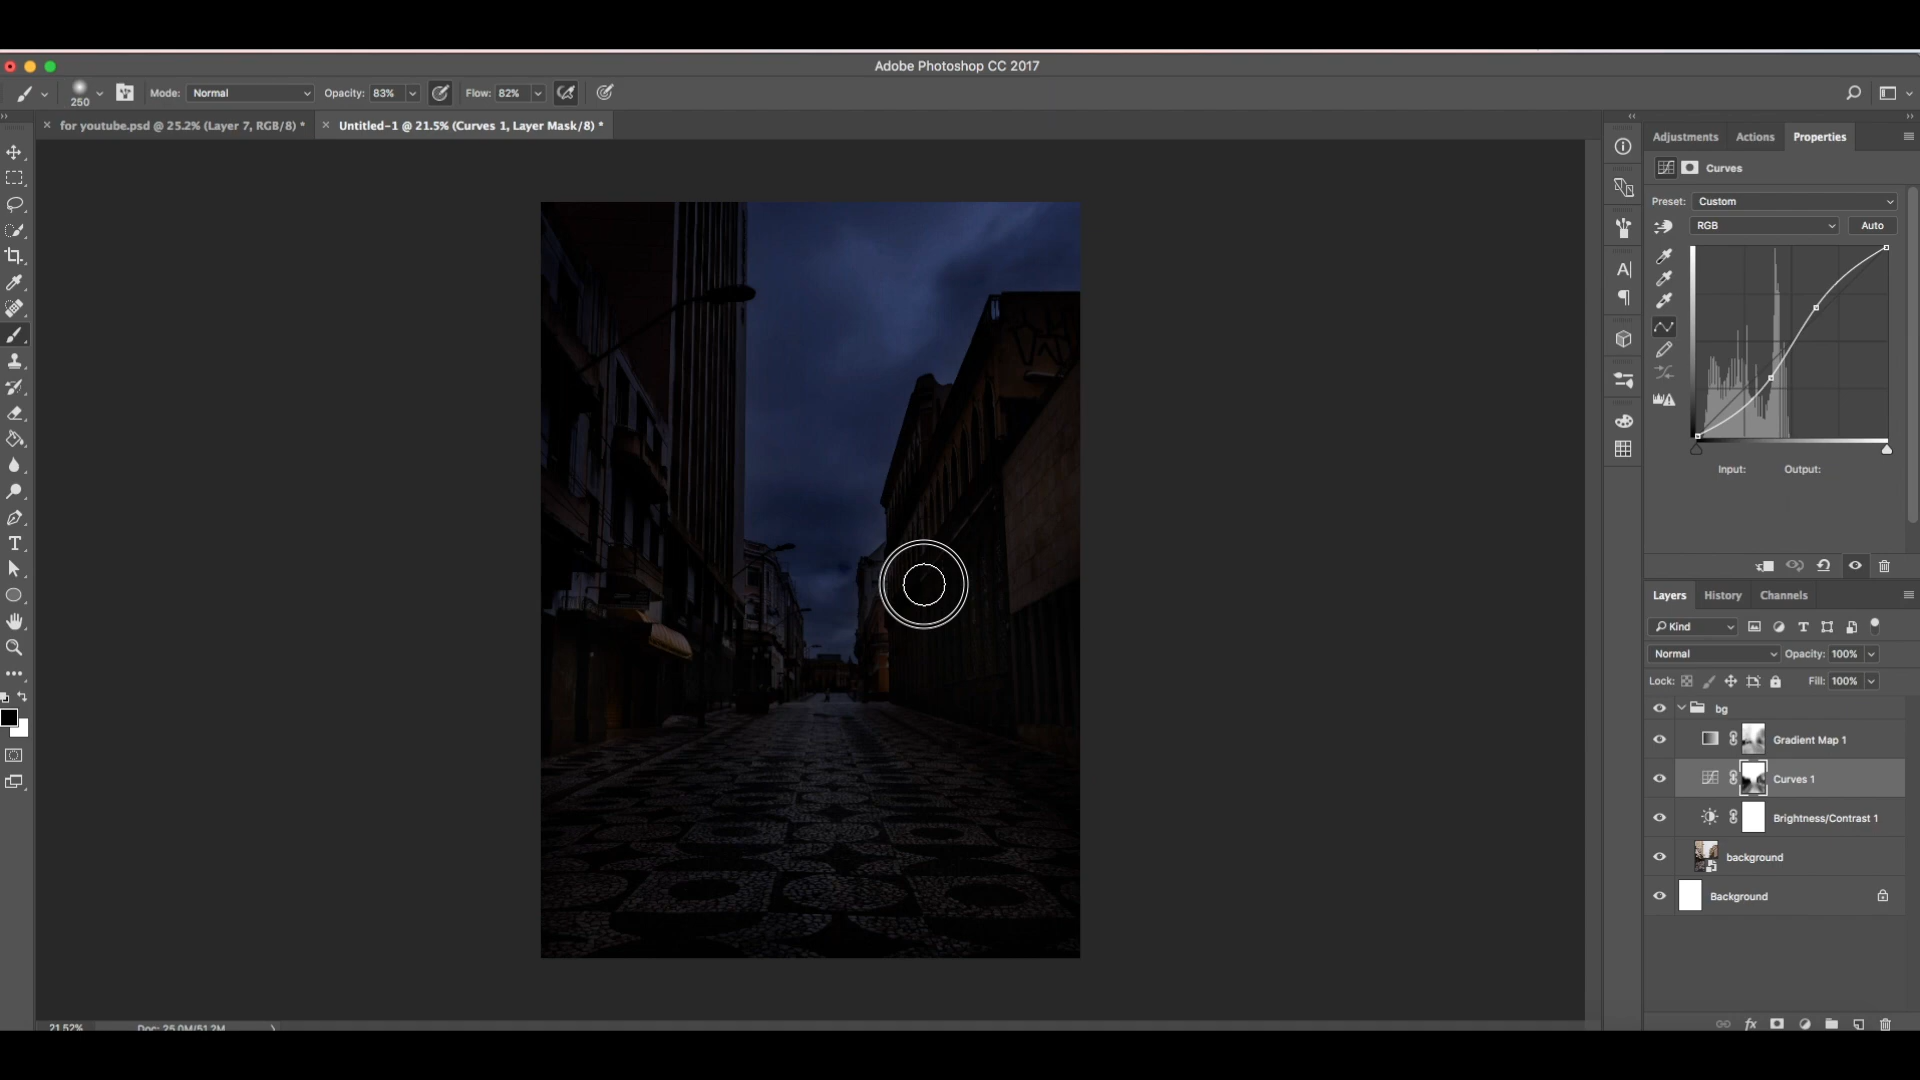 Adobe Photoshop CC 2017
250 Mode: Normal Opacity: 83% Flow: 82%
for youtube.psd @ 25.2% (Layer 7, RGB/8) *
Untitled-1 @ 21.5% (Curves 1, Layer Mask/8) *
Adjustments Actions Properties
Curves
Preset: Custom
RGB Auto
Input: Output:
Layers History Channels
Kind
Normal Opacity: 100%
Lock: Fill: 100%
bg
Gradient Map 1
Curves 1
Brightness/Contrast 1
background
Background
21.52% Doc: 25.0M/51.2M